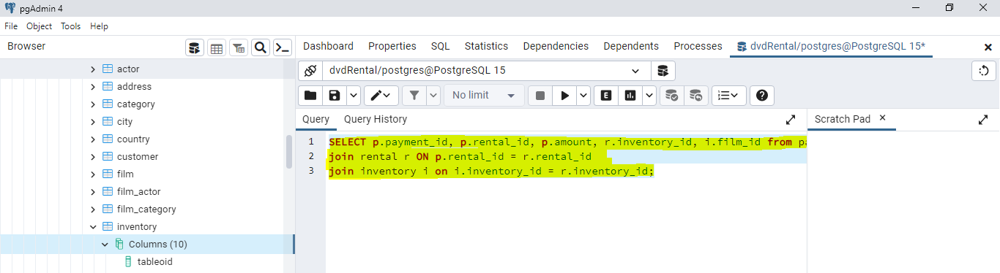 pgAdmin 4
File Object Tools Help
Browser
Dashboard Properties SQL Statistics Dependencies Dependents Processes dvdRental/postgres@PostgreSQL 15*
dvdRental/postgres@PostgreSQL 15
No limit
Query Query History
Scratch Pad
actor
address
category
city
country
customer
film
film_actor
film_category
inventory
Columns (10)
tableoid
1 SELECT p.payment_id, p.rental_id, p.amount, r.inventory_id, i.film_id from pa
2 join rental r ON p.rental_id = r.rental_id
3 join inventory i on i.inventory_id = r.inventory_id;